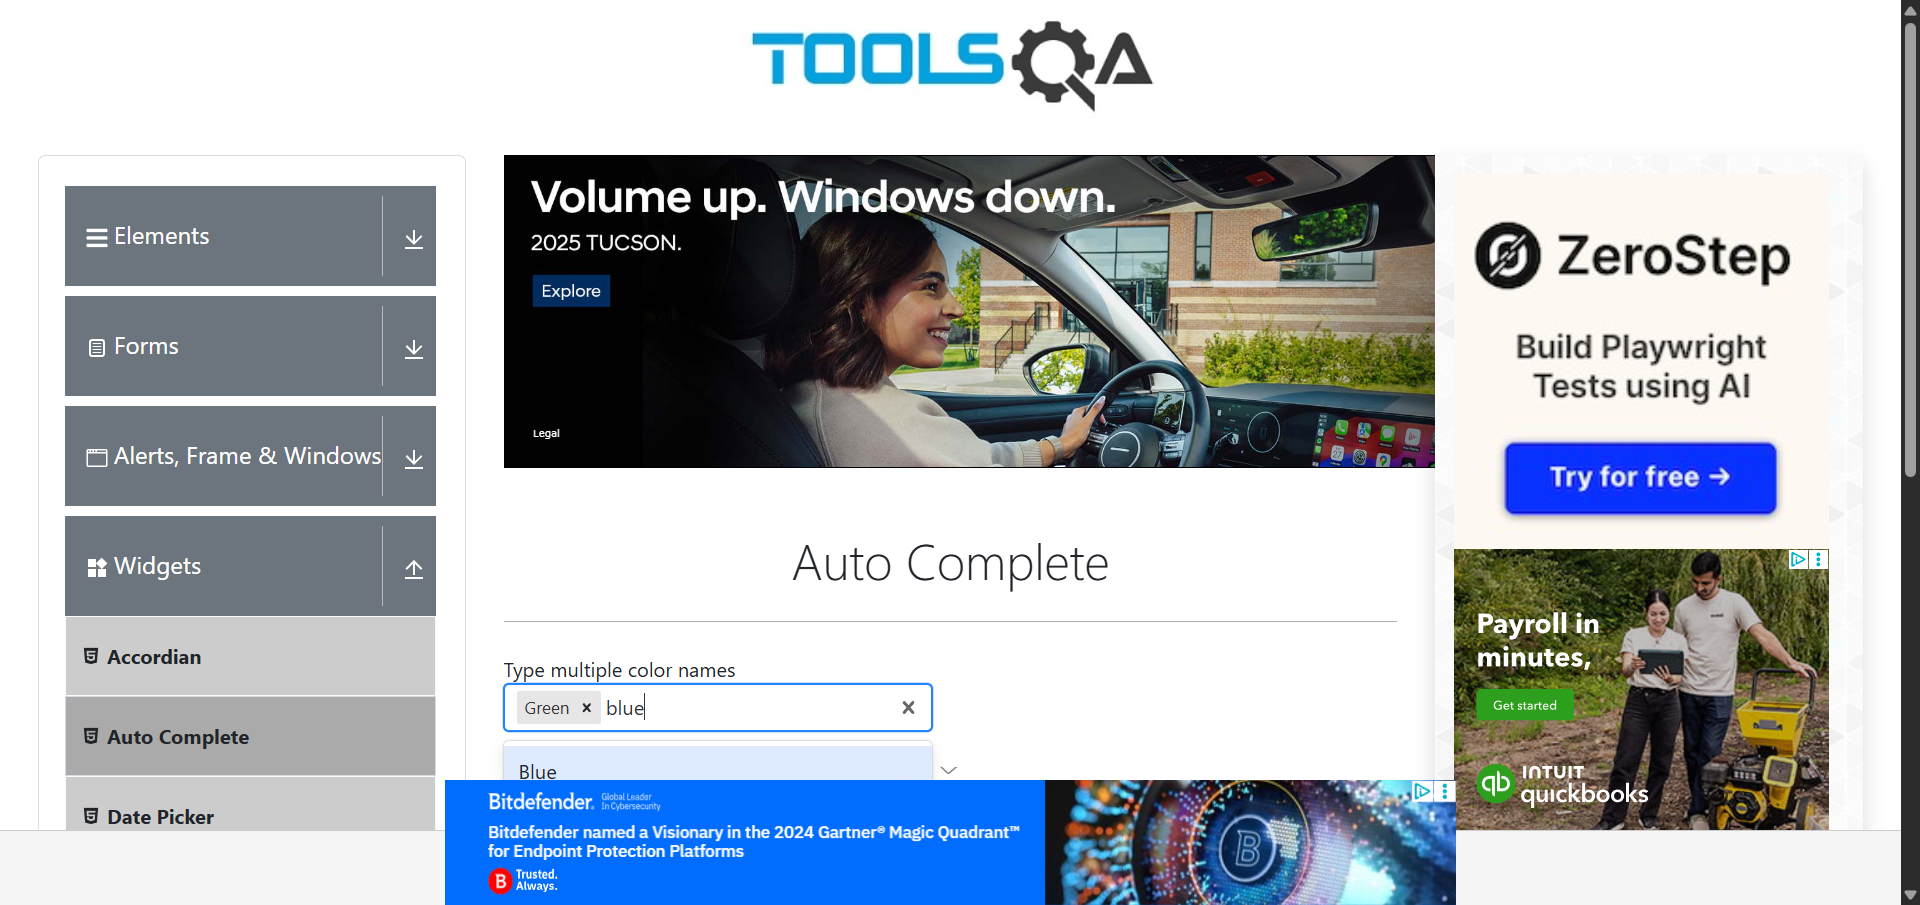 TOOLSQA
Elements
Forms
Alerts, Frame & Windows
Widgets
Accordian
Auto Complete
Date Picker
Volume up. Windows down.
2025 TUCSON.
Explore
Legal
Auto Complete
Type multiple color names
Green × blue
Blue
Bitdefender Global Leader
In Cybersecurity
Bitdefender named a Visionary in the 2024 Gartner® Magic Quadrant™
for Endpoint Protection Platforms
B Trusted.
Always.
B
ZeroStep
Build Playwright
Tests using AI
Try for free →
Payroll in
minutes,
Get started
qb INTUIT
quickbooks